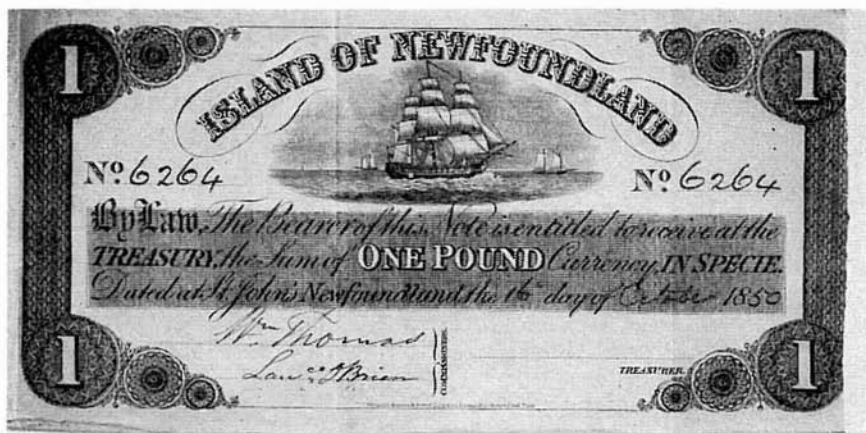 1 1
ISLAND OF NEWFOUNDLAND
Nº 6264 Nº 6264
By Law, The Bearer of this Note is entitled to receive at the
TREASURY, the Sum of ONE POUND Currency, IN SPECIE.
Dated at St. John's Newfoundland the 16th day of October 1850
Wm Thomas
Lauce O'Brien
COMMISSIONERS.
TREASURER.
1 1